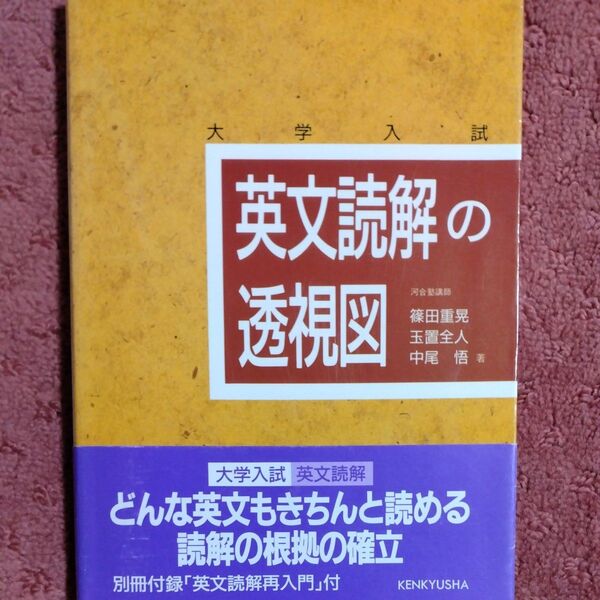 大学入試
英文読解の
透視図
河合塾講師
篠田重晃
玉置全人
中尾 悟 著
大学入試 英文読解
どんな英文もきちんと読める
読解の根拠の確立
別冊付録「英文読解再入門」付
KENKYUSHA